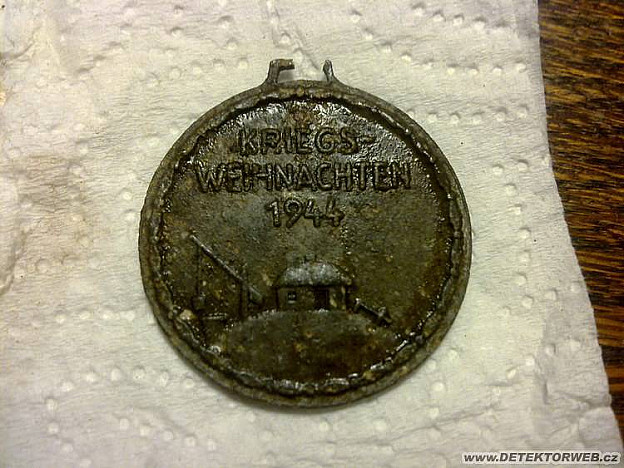 KRIEGS-
WEIHNACHTEN
1944
www.DETEKTORWEB.cz